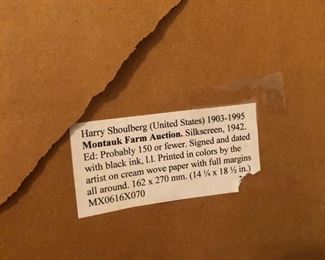 Harry Shoulberg (United States) 1903-1995
Montauk Farm Auction. Silkscreen, 1942.
Ed: Probably 150 or fewer. Signed and dated
with black ink, l.l. Printed in colors by the
artist on cream wove paper with full margins
all around. 162 x 270 mm. (14 ¼ x 18 ½ in.)
MX0616X070